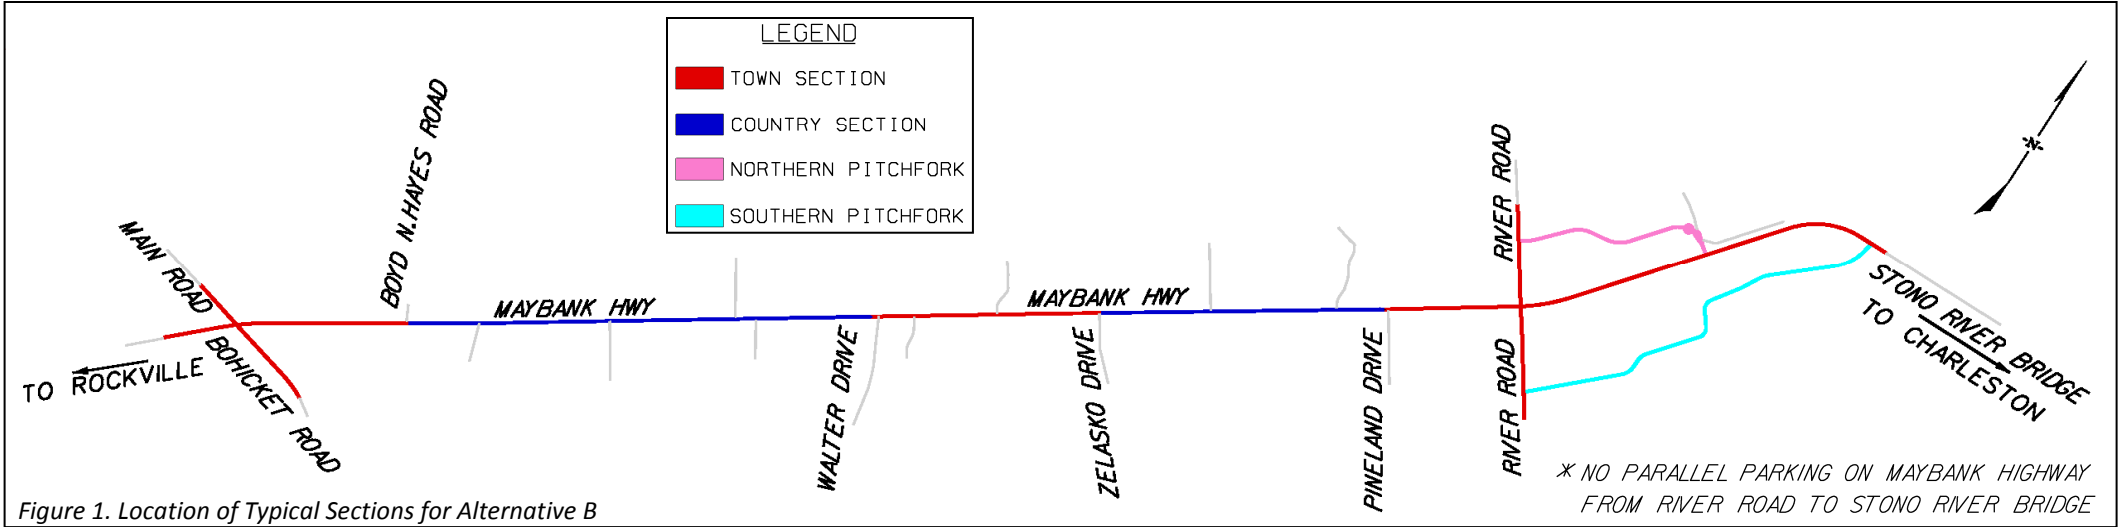 LEGEND
TOWN SECTION
COUNTRY SECTION
NORTHERN PITCHFORK
SOUTHERN PITCHFORK
MAIN ROAD
BOHICKET ROAD
TO ROCKVILLE
BOYD N.HAYES ROAD
MAYBANK HWY
WALTER DRIVE
MAYBANK HWY
ZELASKO DRIVE
PINELAND DRIVE
RIVER ROAD
RIVER ROAD
STONO RIVER BRIDGE
TO CHARLESTON
-N-
* NO PARALLEL PARKING ON MAYBANK HIGHWAY
FROM RIVER ROAD TO STONO RIVER BRIDGE
Figure 1. Location of Typical Sections for Alternative B